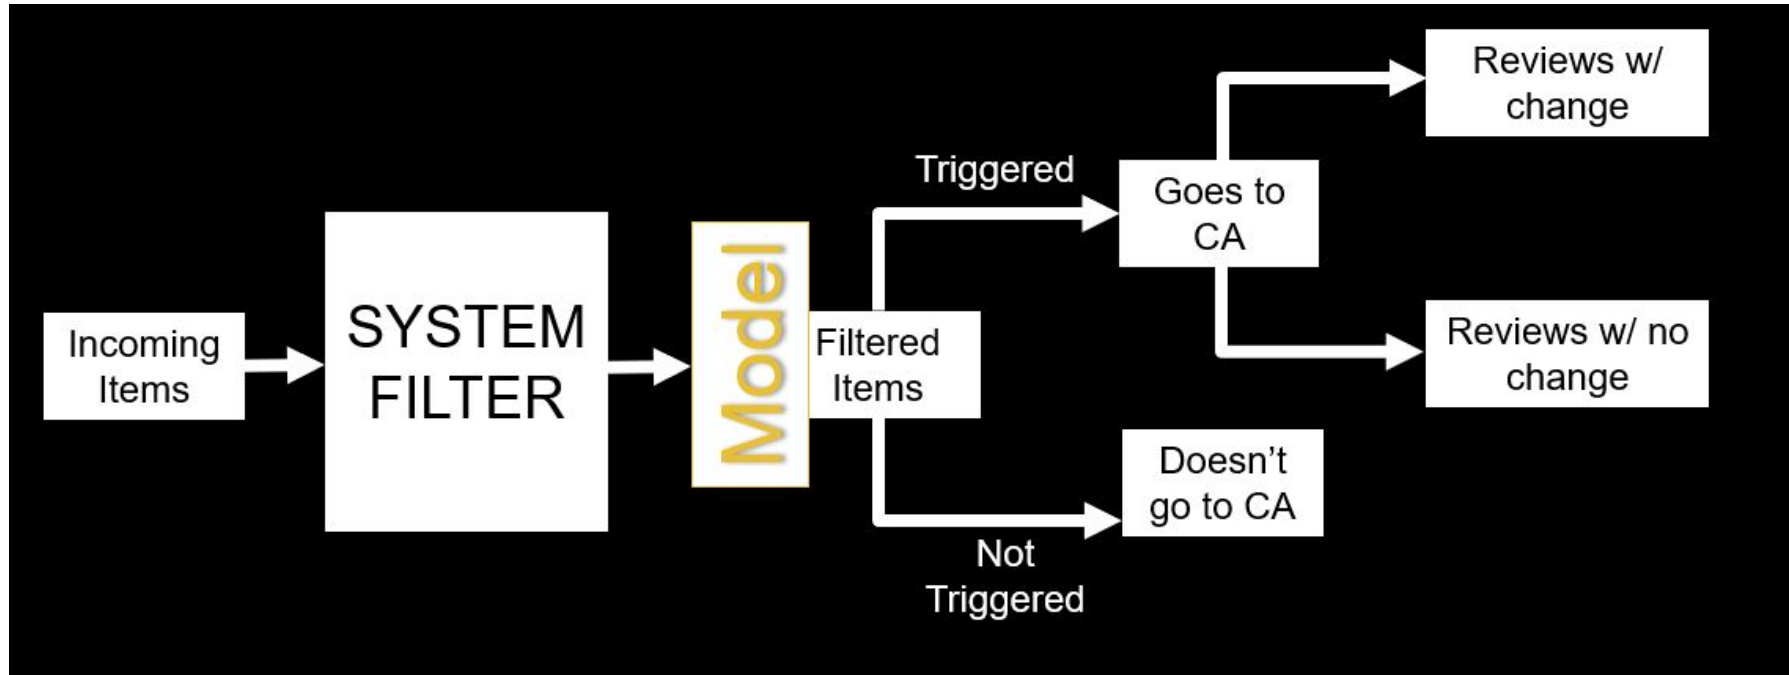 Incoming
Items
SYSTEM
FILTER
Model
Filtered
Items
Triggered
Not
Triggered
Goes to
CA
Doesn’t
go to CA
Reviews w/
change
Reviews w/ no
change